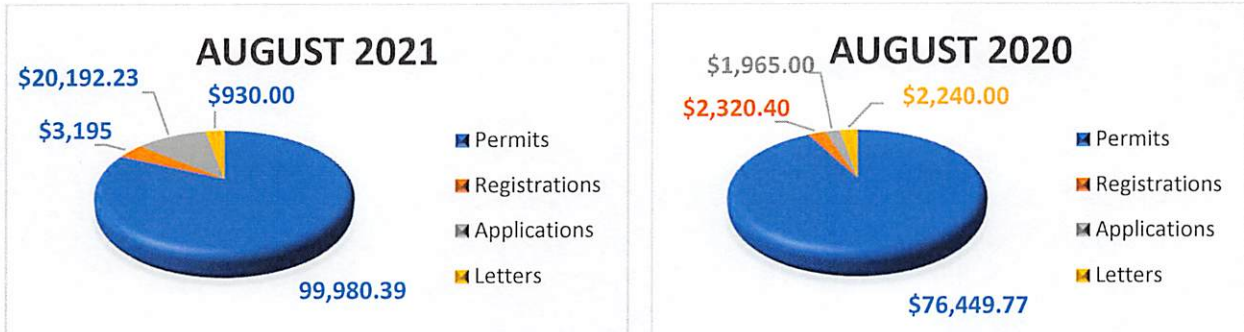 AUGUST 2021
$20,192.23
$930.00
$3,195
99,980.39
Permits
Registrations
Applications
Letters
AUGUST 2020
$1,965.00
$2,240.00
$2,320.40
$76,449.77
Permits
Registrations
Applications
Letters